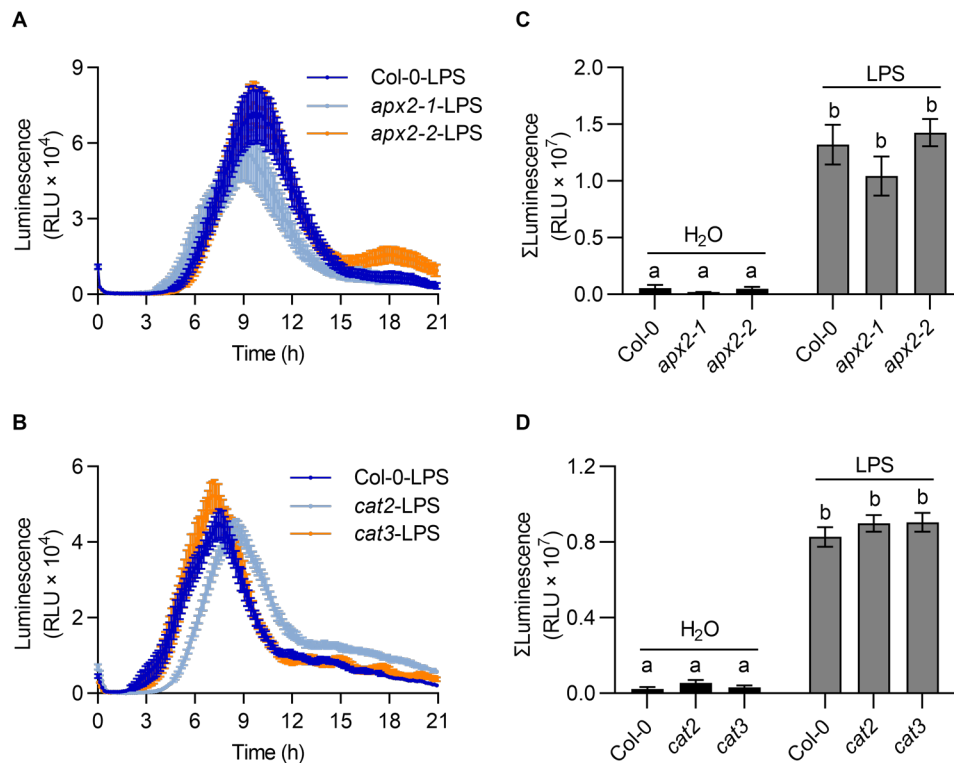 A
Luminescence
(RLU × 10⁴)
9
6
3
0
0 3 6 9 12 15 18 21
Time (h)
Col-0-LPS
apx2-1-LPS
apx2-2-LPS
C
ΣLuminescence
(RLU × 10⁷)
2.0
1.5
1.0
0.5
0.0
H₂O
a a a
LPS
b b b
Col-0 apx2-1 apx2-2 Col-0 apx2-1 apx2-2
B
Luminescence
(RLU × 10⁴)
6
4
2
0
0 3 6 9 12 15 18 21
Time (h)
Col-0-LPS
cat2-LPS
cat3-LPS
D
ΣLuminescence
(RLU × 10⁷)
1.2
0.8
0.4
0.0
H₂O
a a a
LPS
b b b
Col-0 cat2 cat3 Col-0 cat2 cat3